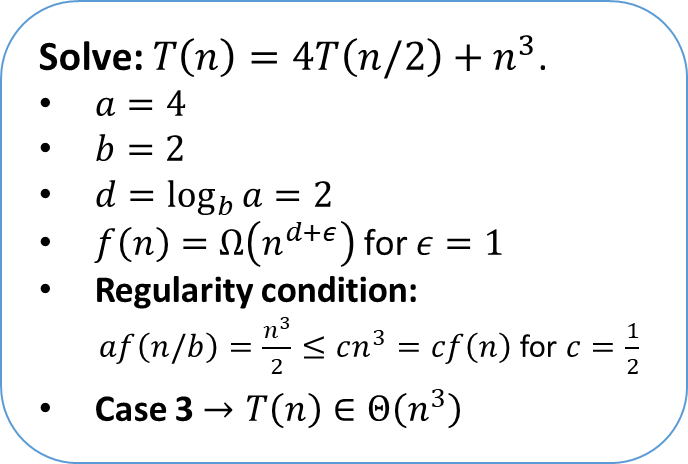 Solve: T(n) = 4T(n/2) + n³.
• a = 4
• b = 2
• d = log_b a = 2
• f(n) = Ω(n^{d+ϵ}) for ϵ = 1
• Regularity condition:
af(n/b) = n³/2 ≤ cn³ = cf(n) for c = 1/2
• Case 3 → T(n) ∈ Θ(n³)